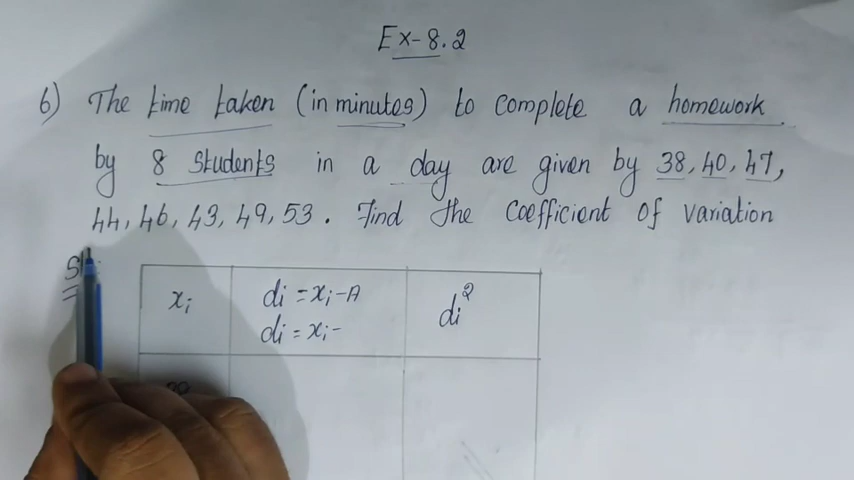 Ex-8.2
6) The time taken (in minutes) to complete a homework
by 8 Students in a day are given by 38, 40, 47,
44, 46, 43, 49, 53. Find the Coefficient of variation
xi di = xi - A di²
di = xi -